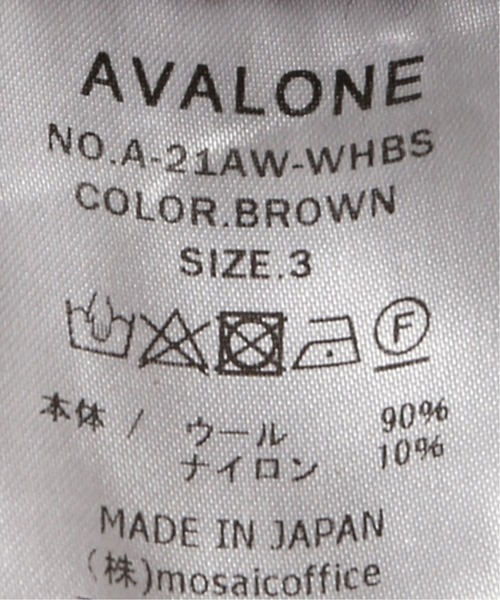 AVALONE
NO.A-21AW-WHBS
COLOR.BROWN
SIZE.3
F
本体 / ウール 90%
ナイロン 10%
MADE IN JAPAN
(株)mosaicoffice